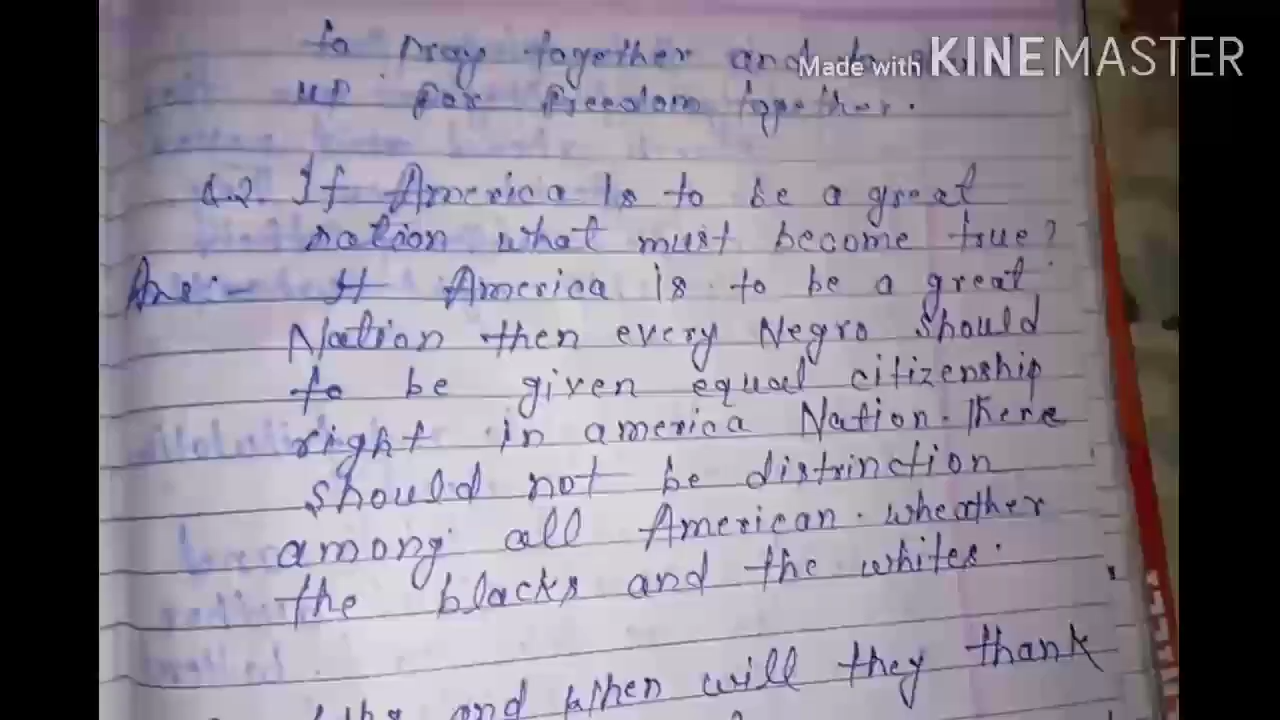 to pray together and
Made with KINEMASTER
up for freedom together.
Q.2. If America Is to be a great
nation what must become true?
Ans:- If America is to be a great
Nation then every Negro should
to be given equal citizenship
right in america Nation. There
should not be distrinction
among all American. wheather
the blacks and the whites.
and when will they thank